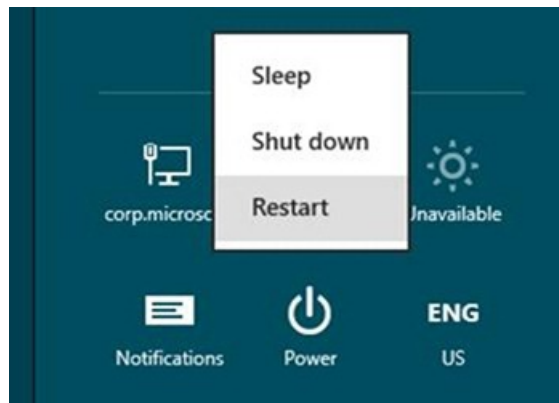 Sleep
Shut down
Restart
corp.microsc
Unavailable
Notifications
Power
ENG
US